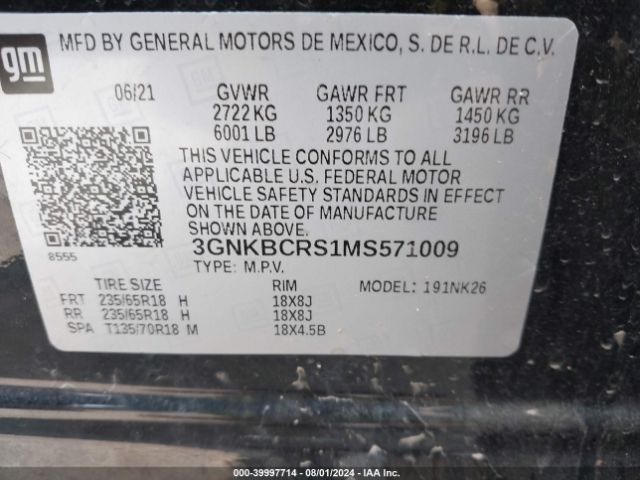 gm
MFD BY GENERAL MOTORS DE MEXICO, S. DE R.L. DE C.V.
06/21 GVWR GAWR FRT GAWR RR
2722 KG 1350 KG 1450 KG
6001 LB 2976 LB 3196 LB
THIS VEHICLE CONFORMS TO ALL
APPLICABLE U.S. FEDERAL MOTOR
VEHICLE SAFETY STANDARDS IN EFFECT
ON THE DATE OF MANUFACTURE
SHOWN ABOVE.
8555
3GNKBCRS1MS571009
TYPE: M.P.V.
TIRE SIZE RIM MODEL: 191NK26
FRT 235/65R18 H 18X8J
RR 235/65R18 H 18X8J
SPA T135/70R18 M 18X4.5B
000-39997714 - 08/01/2024 - IAA Inc.